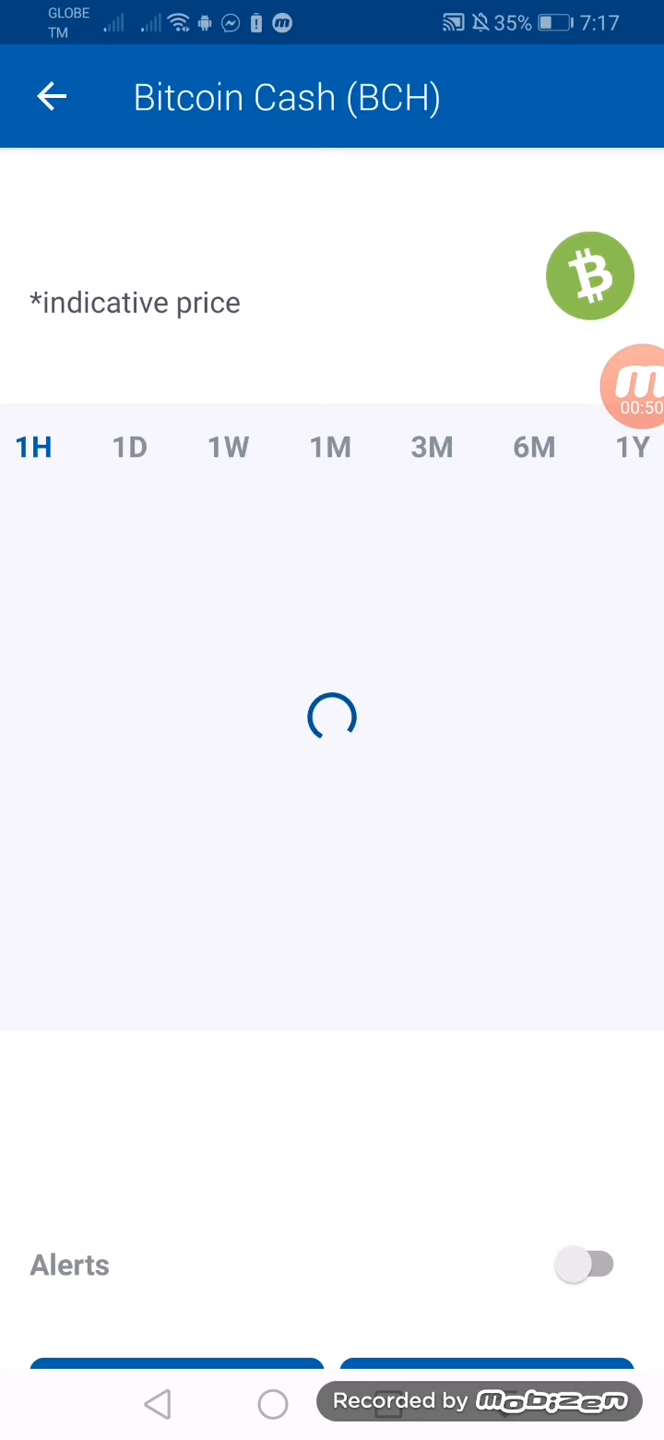 GLOBE
TM
35% 7:17
Bitcoin Cash (BCH)
*indicative price
00:50
1H 1D 1W 1M 3M 6M 1Y
Alerts
Recorded by mobizen